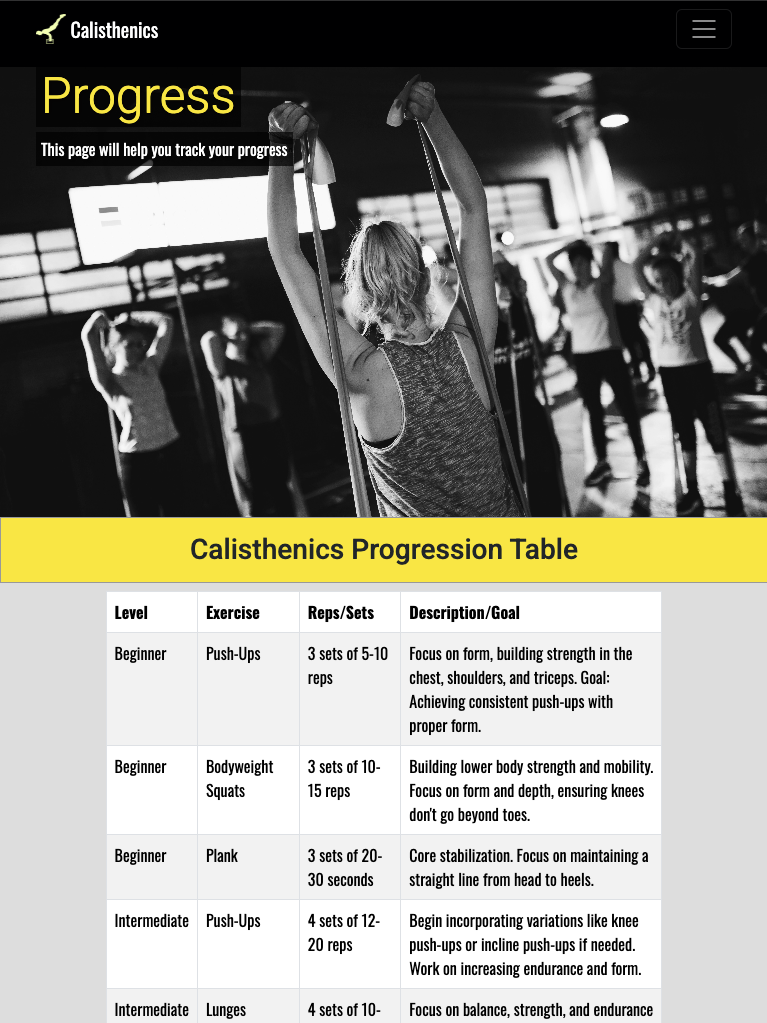 Calisthenics
Progress
This page will help you track your progress
Calisthenics Progression Table
Level Exercise Reps/Sets Description/Goal
Beginner Push-Ups 3 sets of 5-10 Focus on form, building strength in the
reps chest, shoulders, and triceps. Goal:
Achieving consistent push-ups with
proper form.
Beginner Bodyweight 3 sets of 10- Building lower body strength and mobility.
Squats 15 reps Focus on form and depth, ensuring knees
don't go beyond toes.
Beginner Plank 3 sets of 20- Core stabilization. Focus on maintaining a
30 seconds straight line from head to heels.
Intermediate Push-Ups 4 sets of 12- Begin incorporating variations like knee
20 reps push-ups or incline push-ups if needed.
Work on increasing endurance and form.
Intermediate Lunges 4 sets of 10- Focus on balance, strength, and endurance